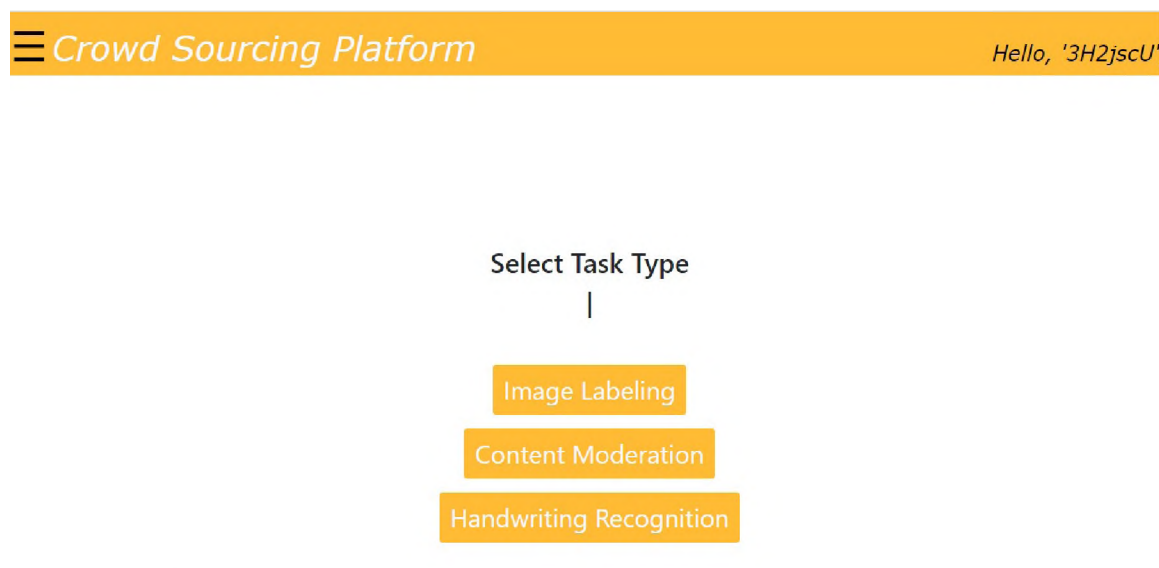 ☰ Crowd Sourcing Platform
Hello, '3H2jscU'
Select Task Type
|
Image Labeling
Content Moderation
Handwriting Recognition